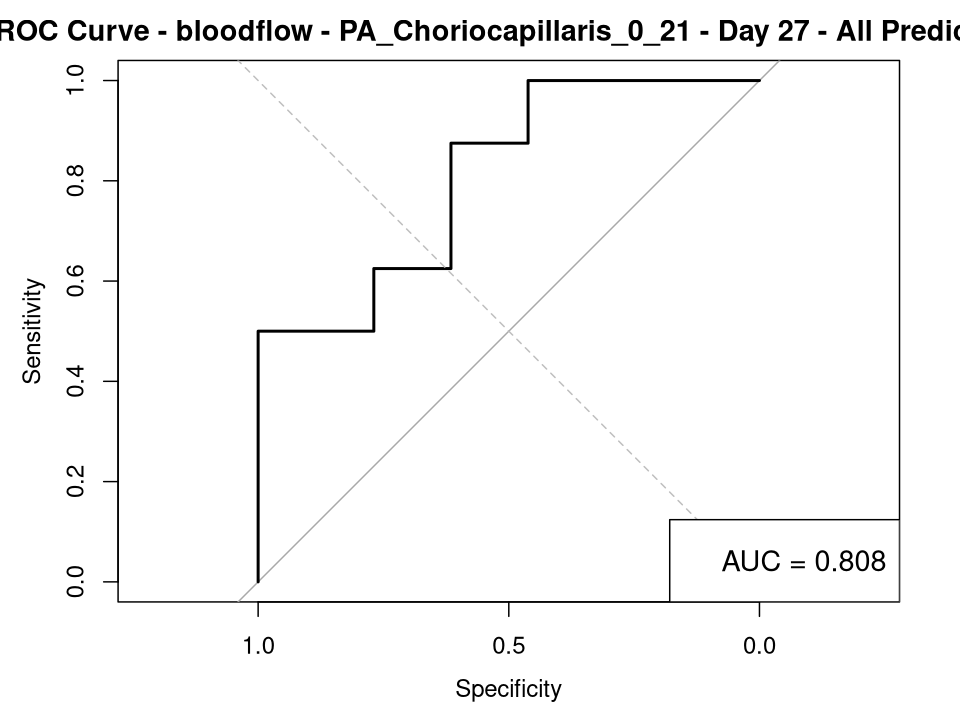 ROC Curve - bloodflow - PA_Choriocapillaris_0_21 - Day 27 - All
Sensitivity
1.0
0.8
0.6
0.4
0.2
0.0
AUC = 0.808
1.0 0.5 0.0
Specificity